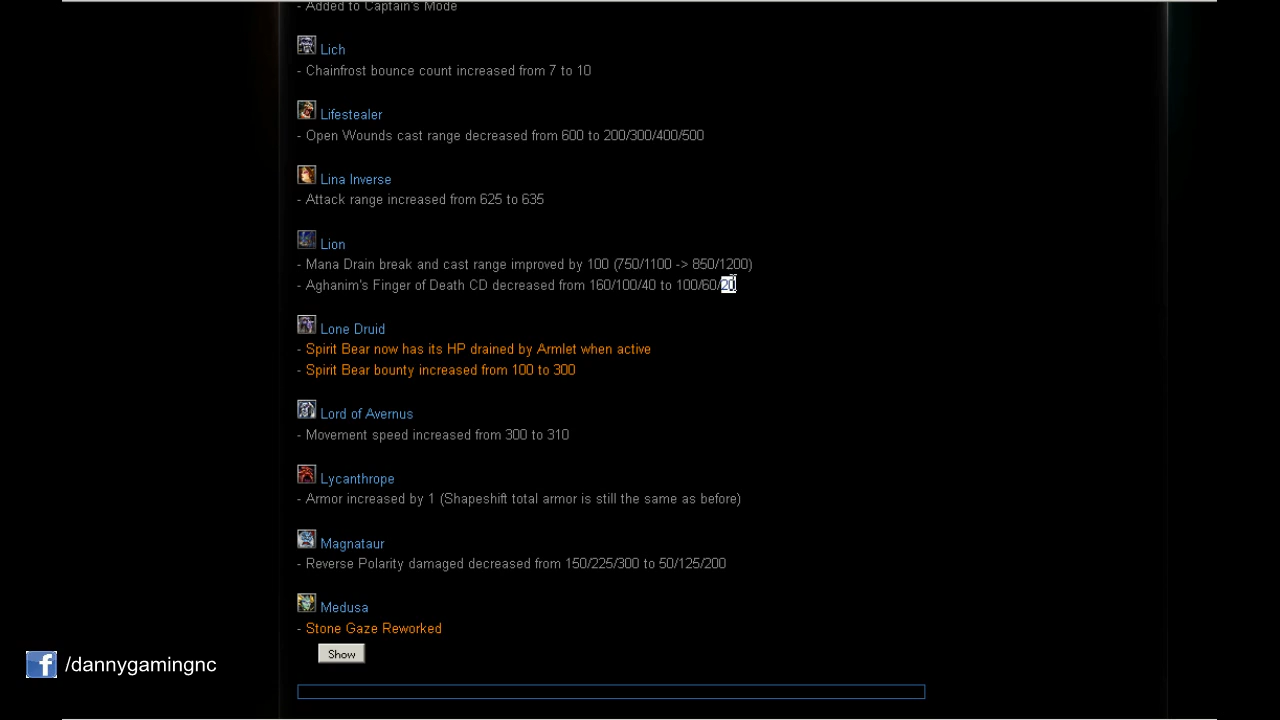 - Added to Captain's Mode
Lich
- Chainfrost bounce count increased from 7 to 10
Lifestealer
- Open Wounds cast range decreased from 600 to 200/300/400/500
Lina Inverse
- Attack range increased from 625 to 635
Lion
- Mana Drain break and cast range improved by 100 (750/1100 -> 850/1200)
- Aghanim's Finger of Death CD decreased from 160/100/40 to 100/60/20
Lone Druid
- Spirit Bear now has its HP drained by Armlet when active
- Spirit Bear bounty increased from 100 to 300
Lord of Avernus
- Movement speed increased from 300 to 310
Lycanthrope
- Armor increased by 1 (Shapeshift total armor is still the same as before)
Magnataur
- Reverse Polarity damaged decreased from 150/225/300 to 50/125/200
Medusa
- Stone Gaze Reworked
Show
f /dannygamingnc